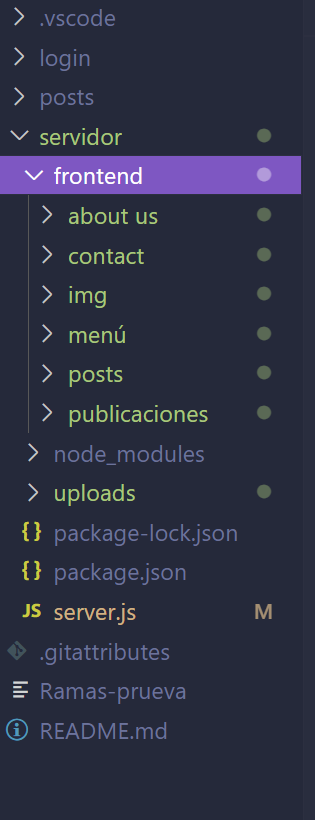 .vscode
login
posts
servidor
frontend
about us
contact
img
menú
posts
publicaciones
node_modules
uploads
{} package-lock.json
{} package.json
JS server.js M
.gitattributes
Ramas-prueva
README.md